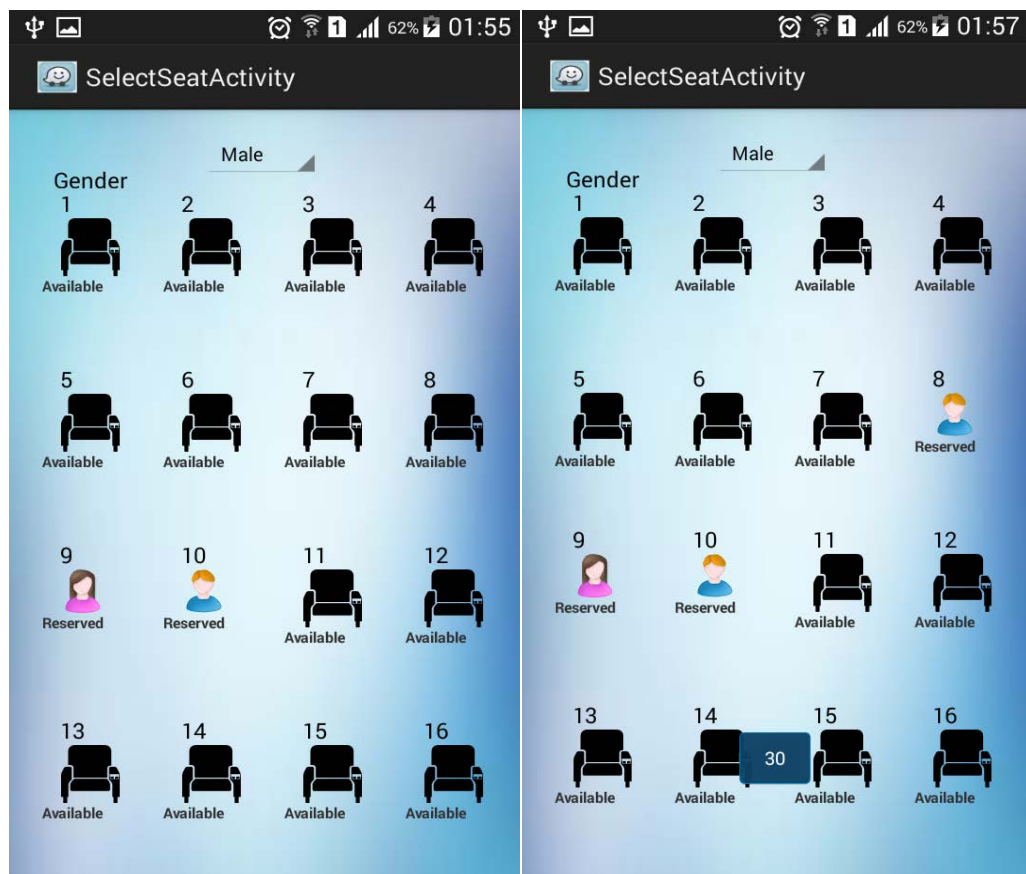 1 62% 01:55
SelectSeatActivity
Male
Gender
1 2 3 4
Available Available Available Available
5 6 7 8
Available Available Available Available
9 10 11 12
Reserved Reserved Available Available
13 14 15 16
Available Available Available Available
1 62% 01:57
SelectSeatActivity
Male
Gender
1 2 3 4
Available Available Available Available
5 6 7 8
Available Available Available Reserved
9 10 11 12
Reserved Reserved Available Available
13 14 15 16
30
Available Available Available Available